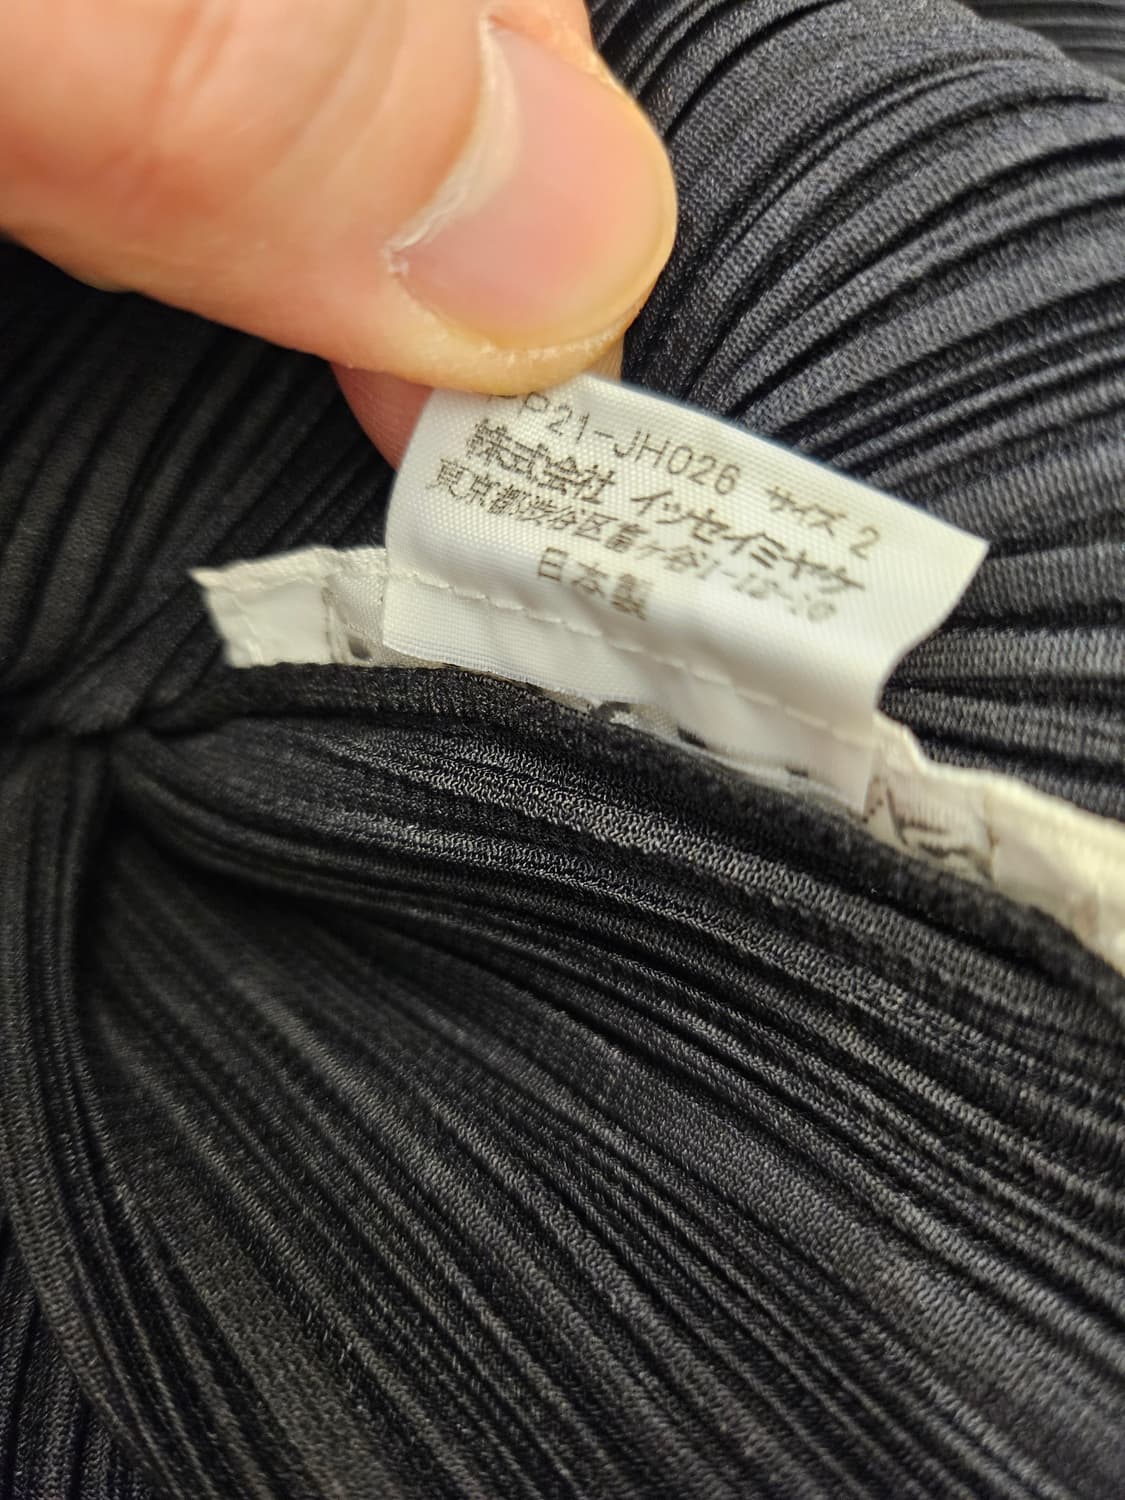 P21-JH026 サイズ 2
株式会社 イッセイミヤケ
東京都渋谷区富ヶ谷1-12-10
日本製